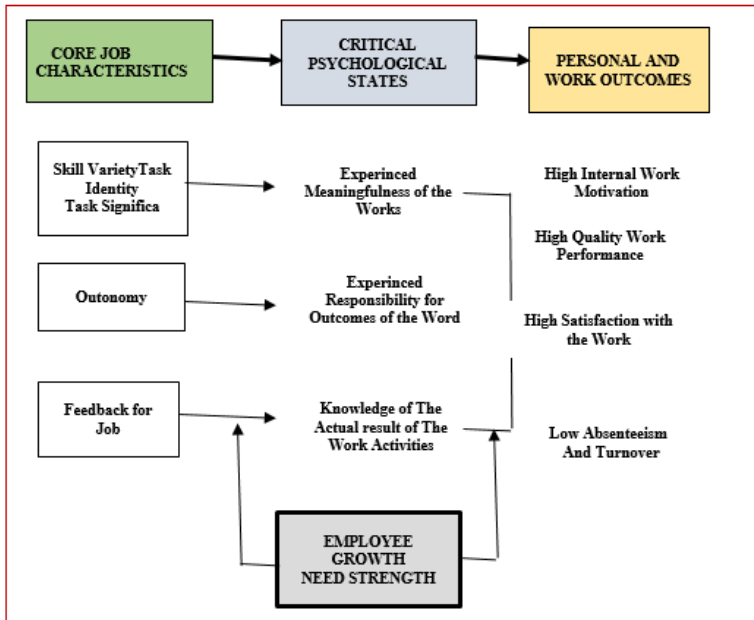 CORE JOB
CHARACTERISTICS
CRITICAL
PSYCHOLOGICAL
STATES
PERSONAL AND
WORK OUTCOMES
Skill VarietyTask
Identity
Task Significa
Experinced
Meaningfulness of the
Works
High Internal Work
Motivation
High Quality Work
Performance
Outonomy
Experinced
Responsibility for
Outcomes of the Word
High Satisfaction with
the Work
Feedback for
Job
Knowledge of The
Actual result of The
Work Activities
Low Absenteeism
And Turnover
EMPLOYEE
GROWTH
NEED STRENGTH